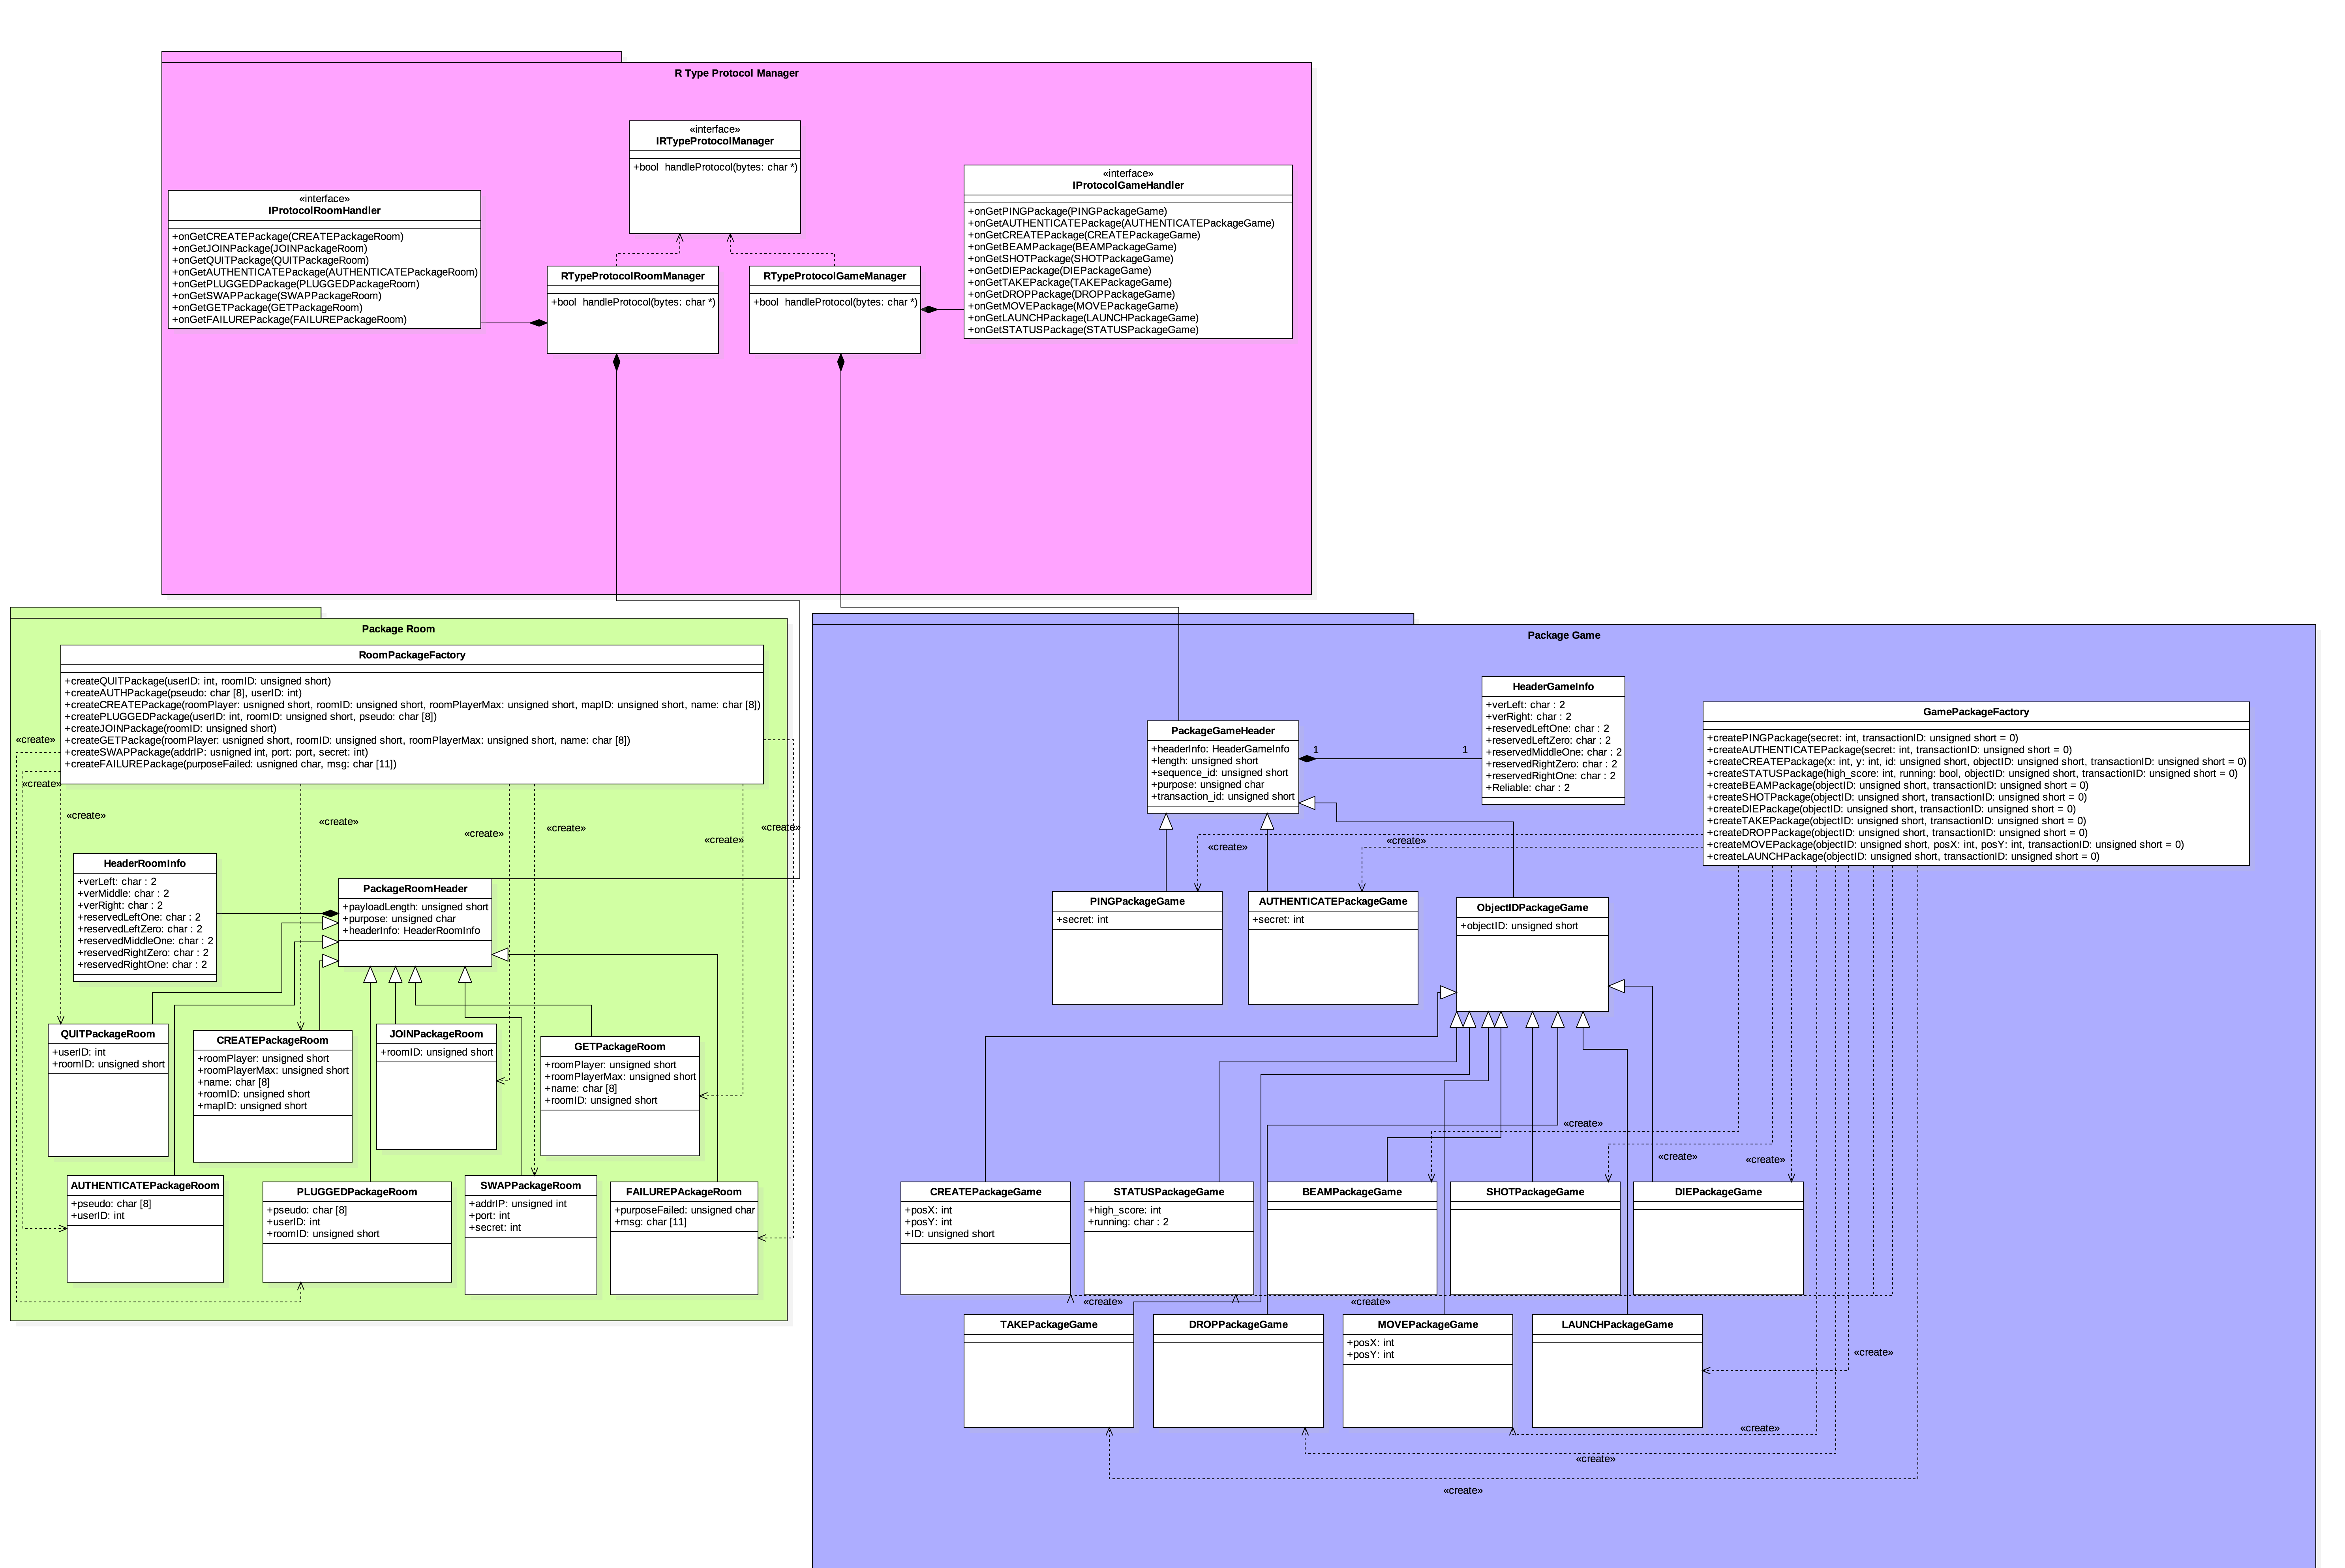 R Type Protocol Manager
«interface»
IRTypeProtocolManager
+bool  handleProtocol(bytes: char *)
«interface»
IProtocolRoomHandler
+onGetCREATEPackage(CREATEPackageRoom)
+onGetJOINPackage(JOINPackageRoom)
+onGetQUITPackage(QUITPackageRoom)
+onGetAUTHENTICATEPackage(AUTHENTICATEPackageRoom)
+onGetPLUGGEDPackage(PLUGGEDPackageRoom)
+onGetSWAPPackage(SWAPPackageRoom)
+onGetGETPackage(GETPackageRoom)
+onGetFAILUREPackage(FAILUREPackageRoom)
RTypeProtocolRoomManager
+bool  handleProtocol(bytes: char *)
RTypeProtocolGameManager
+bool  handleProtocol(bytes: char *)
«interface»
IProtocolGameHandler
+onGetPINGPackage(PINGPackageGame)
+onGetAUTHENTICATEPackage(AUTHENTICATEPackageGame)
+onGetCREATEPackage(CREATEPackageGame)
+onGetBEAMPackage(BEAMPackageGame)
+onGetSHOTPackage(SHOTPackageGame)
+onGetDIEPackage(DIEPackageGame)
+onGetTAKEPackage(TAKEPackageGame)
+onGetDROPPackage(DROPPackageGame)
+onGetMOVEPackage(MOVEPackageGame)
+onGetLAUNCHPackage(LAUNCHPackageGame)
+onGetSTATUSPackage(STATUSPackageGame)
Package Room
RoomPackageFactory
+createQUITPackage(userID: int, roomID: unsigned short)
+createAUTHPackage(pseudo: char [8], userID: int)
+createCREATEPackage(roomPlayer: usnigned short, roomID: unsigned short, roomPlayerMax: unsigned short, mapID: unsigned short, name: char [8])
+createPLUGGEDPackage(userID: int, roomID: unsigned short, pseudo: char [8])
+createJOINPackage(roomID: unsigned short)
+createGETPackage(roomPlayer: usnigned short, roomID: unsigned short, roomPlayerMax: unsigned short, name: char [8])
+createSWAPPackage(addrIP: usnigned int, port: port, secret: int)
+createFAILUREPackage(purposeFailed: usnigned char, msg: char [11])
«create»
«create»
«create»
«create»
«create»
«create»
«create»
«create»
HeaderRoomInfo
+verLeft: char : 2
+verMiddle: char : 2
+verRight: char : 2
+reservedLeftOne: char : 2
+reservedLeftZero: char : 2
+reservedMiddleOne: char : 2
+reservedRightZero: char : 2
+reservedRightOne: char : 2
PackageRoomHeader
+payloadLength: unsigned short
+purpose: unsigned char
+headerInfo: HeaderRoomInfo
QUITPackageRoom
+userID: int
+roomID: unsigned short
CREATEPackageRoom
+roomPlayer: unsigned short
+roomPlayerMax: unsigned short
+name: char [8]
+roomID: unsigned short
+mapID: unsigned short
JOINPackageRoom
+roomID: unsigned short
GETPackageRoom
+roomPlayer: unsigned short
+roomPlayerMax: unsigned short
+name: char [8]
+roomID: unsigned short
AUTHENTICATEPackageRoom
+pseudo: char [8]
+userID: int
PLUGGEDPackageRoom
+pseudo: char [8]
+userID: int
+roomID: unsigned short
SWAPPackageRoom
+addrIP: unsigned int
+port: int
+secret: int
FAILUREPAckageRoom
+purposeFailed: unsigned char
+msg: char [11]
Package Game
PackageGameHeader
+headerInfo: HeaderGameInfo
+length: unsigned short
+sequence_id: unsigned short
+purpose: unsigned char
+transaction_id: unsigned short
1
1
HeaderGameInfo
+verLeft: char : 2
+verRight: char : 2
+reservedLeftOne: char : 2
+reservedLeftZero: char : 2
+reservedMiddleOne: char : 2
+reservedRightZero: char : 2
+reservedRightOne: char : 2
+Reliable: char : 2
GamePackageFactory
+createPINGPackage(secret: int, transactionID: unsigned short = 0)
+createAUTHENTICATEPackage(secret: int, transactionID: unsigned short = 0)
+createCREATEPackage(x: int, y: int, id: unsigned short, objectID: unsigned short, transactionID: unsigned short = 0)
+createSTATUSPackage(high_score: int, running: bool, objectID: unsigned short, transactionID: unsigned short = 0)
+createBEAMPackage(objectID: unsigned short, transactionID: unsigned short = 0)
+createSHOTPackage(objectID: unsigned short, transactionID: unsigned short = 0)
+createDIEPackage(objectID: unsigned short, transactionID: unsigned short = 0)
+createTAKEPackage(objectID: unsigned short, transactionID: unsigned short = 0)
+createDROPPackage(objectID: unsigned short, transactionID: unsigned short = 0)
+createMOVEPackage(objectID: unsigned short, posX: int, posY: int, transactionID: unsigned short = 0)
+createLAUNCHPackage(objectID: unsigned short, transactionID: unsigned short = 0)
«create»
«create»
PINGPackageGame
+secret: int
AUTHENTICATEPackageGame
+secret: int
ObjectIDPackageGame
+objectID: unsigned short
«create»
«create»
«create»
CREATEPackageGame
+posX: int
+posY: int
+ID: unsigned short
STATUSPackageGame
+high_score: int
+running: char : 2
BEAMPackageGame
SHOTPackageGame
DIEPackageGame
«create»
«create»
TAKEPackageGame
DROPPackageGame
MOVEPackageGame
+posX: int
+posY: int
LAUNCHPackageGame
«create»
«create»
«create»
«create»